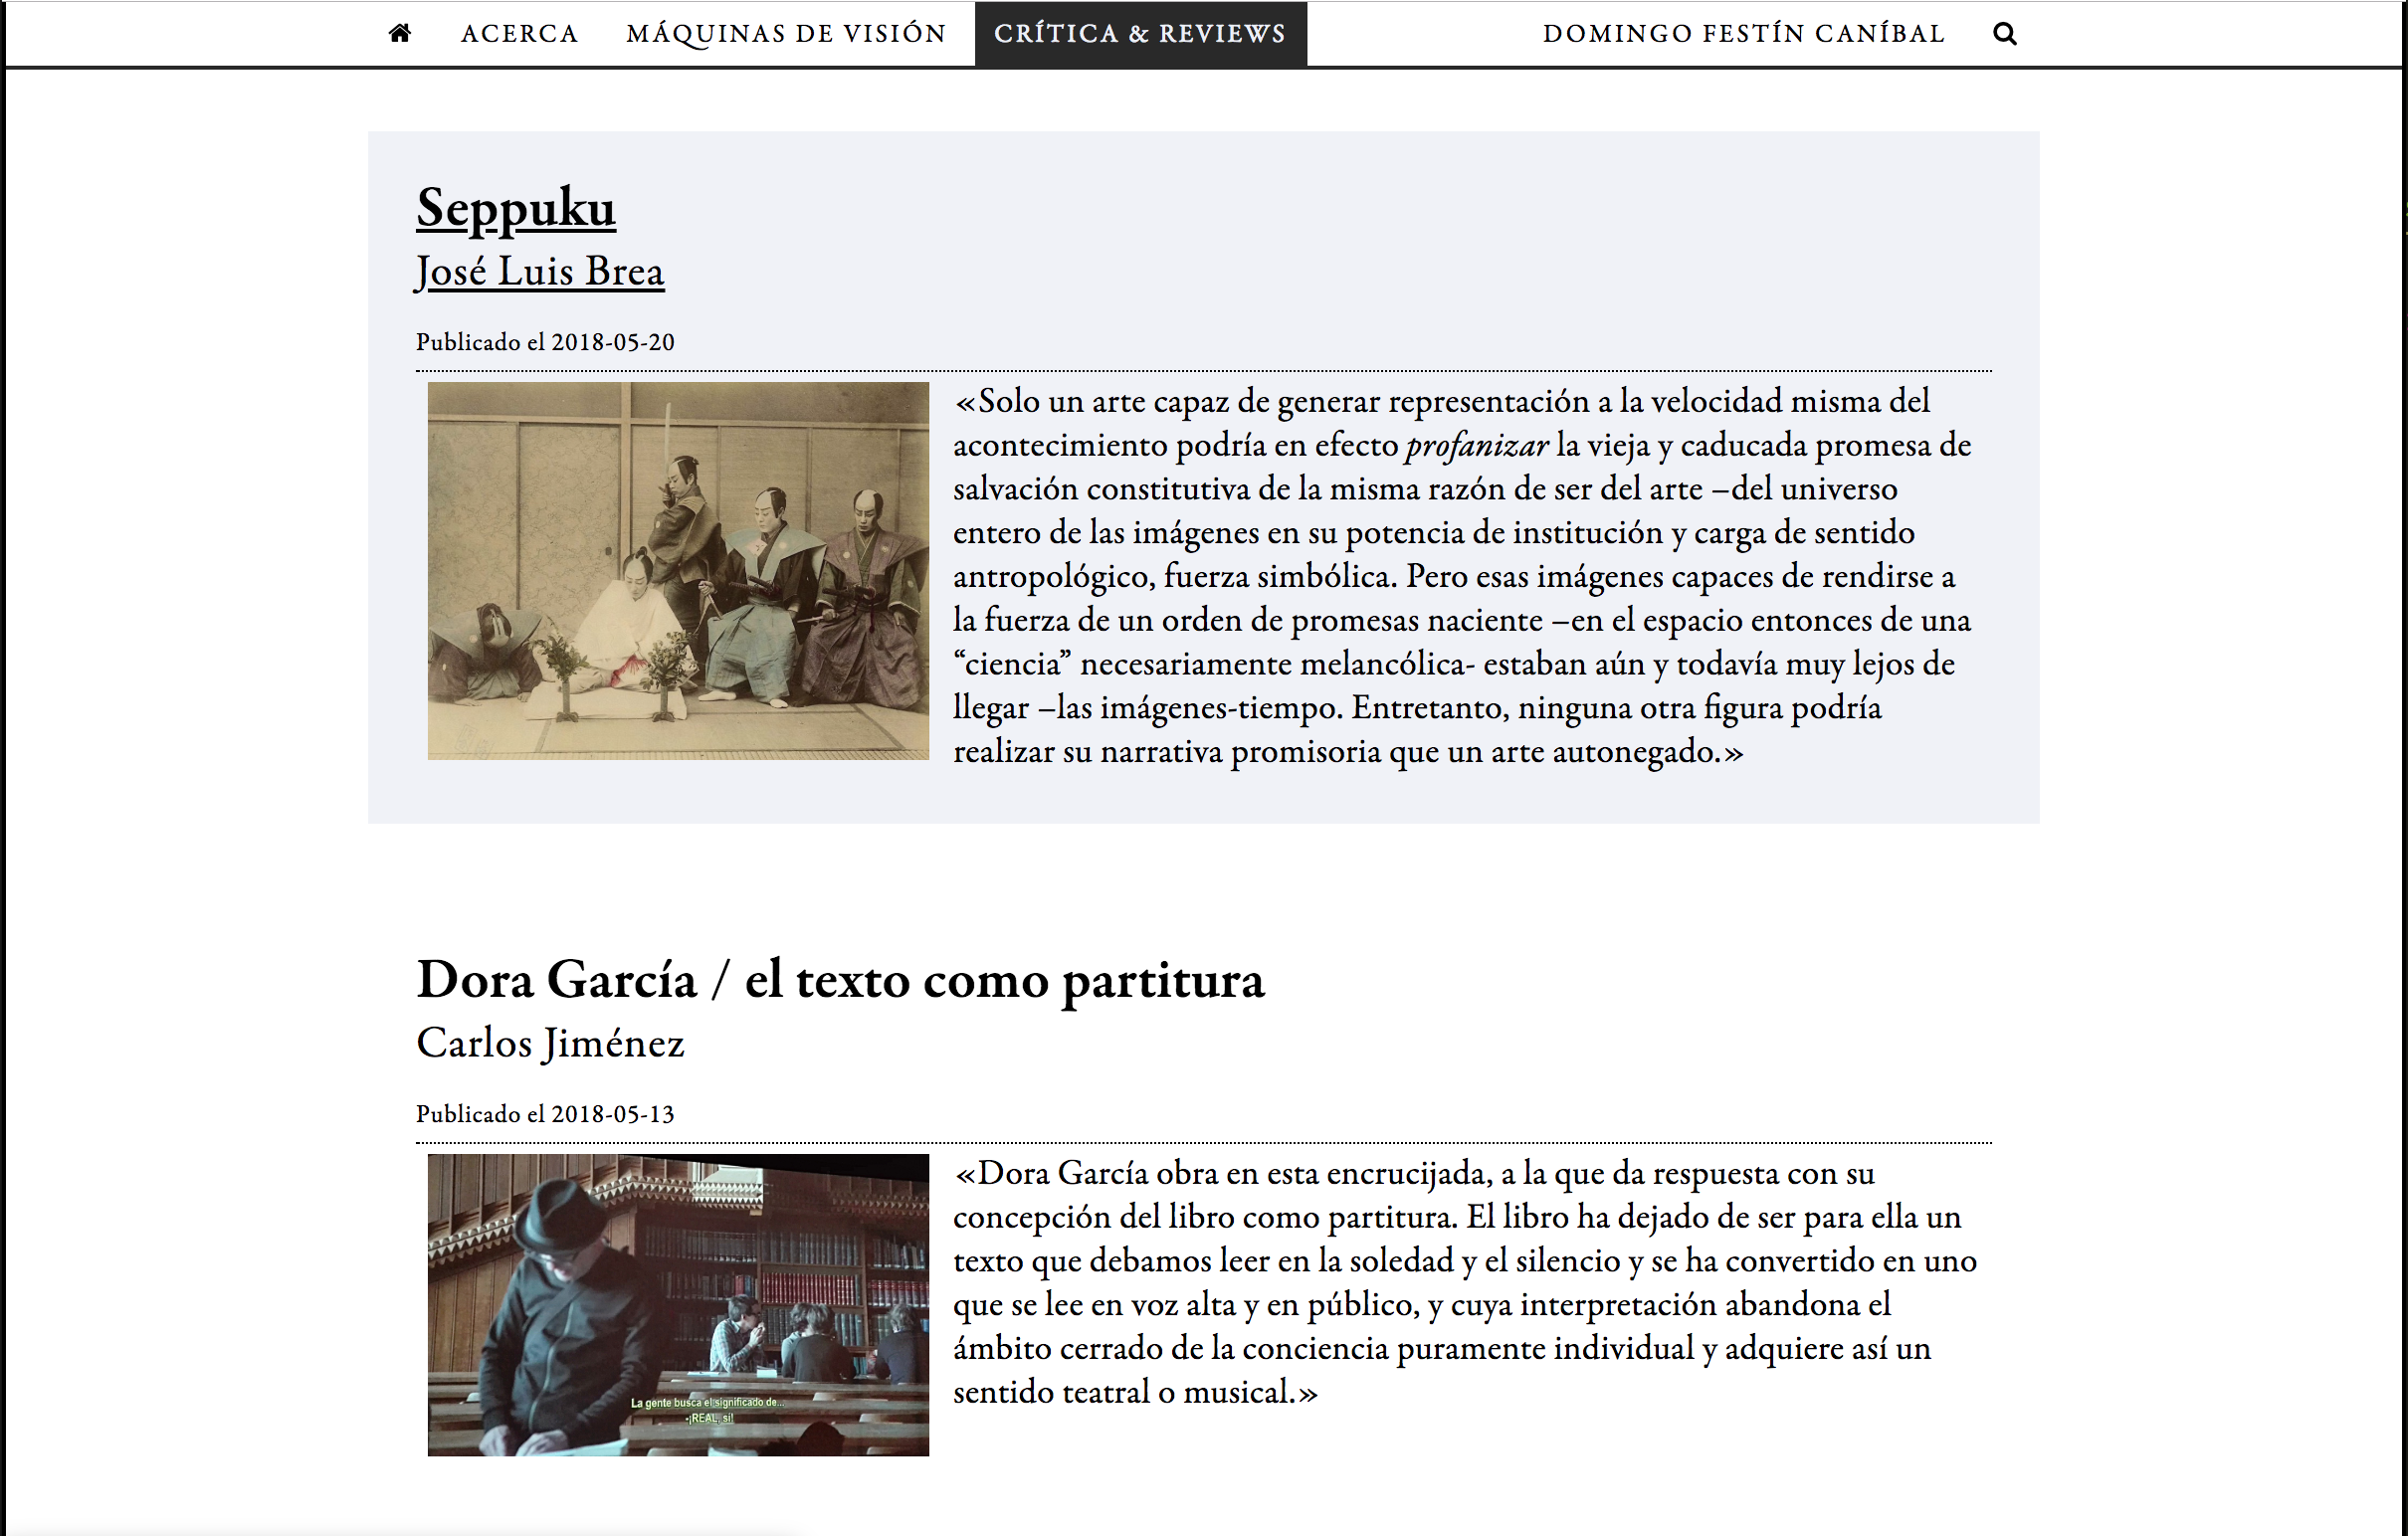 ACERCA MÁQUINAS DE VISIÓN CRÍTICA & REVIEWS DOMINGO FESTÍN CANÍBAL
Seppuku
José Luis Brea
Publicado el 2018-05-20
«Solo un arte capaz de generar representación a la velocidad misma del
acontecimiento podría en efecto profanizar la vieja y caducada promesa de
salvación constitutiva de la misma razón de ser del arte –del universo
entero de las imágenes en su potencia de institución y carga de sentido
antropológico, fuerza simbólica. Pero esas imágenes capaces de rendirse a
la fuerza de un orden de promesas naciente –en el espacio entonces de una
“ciencia” necesariamente melancólica- estaban aún y todavía muy lejos de
llegar –las imágenes-tiempo. Entretanto, ninguna otra figura podría
realizar su narrativa promisoria que un arte autonegado.»
Dora García / el texto como partitura
Carlos Jiménez
Publicado el 2018-05-13
«Dora García obra en esta encrucijada, a la que da respuesta con su
concepción del libro como partitura. El libro ha dejado de ser para ella un
texto que debamos leer en la soledad y el silencio y se ha convertido en uno
que se lee en voz alta y en público, y cuya interpretación abandona el
ámbito cerrado de la conciencia puramente individual y adquiere así un
sentido teatral o musical.»
La gente busca el significado de...
-¡REAL, sí!